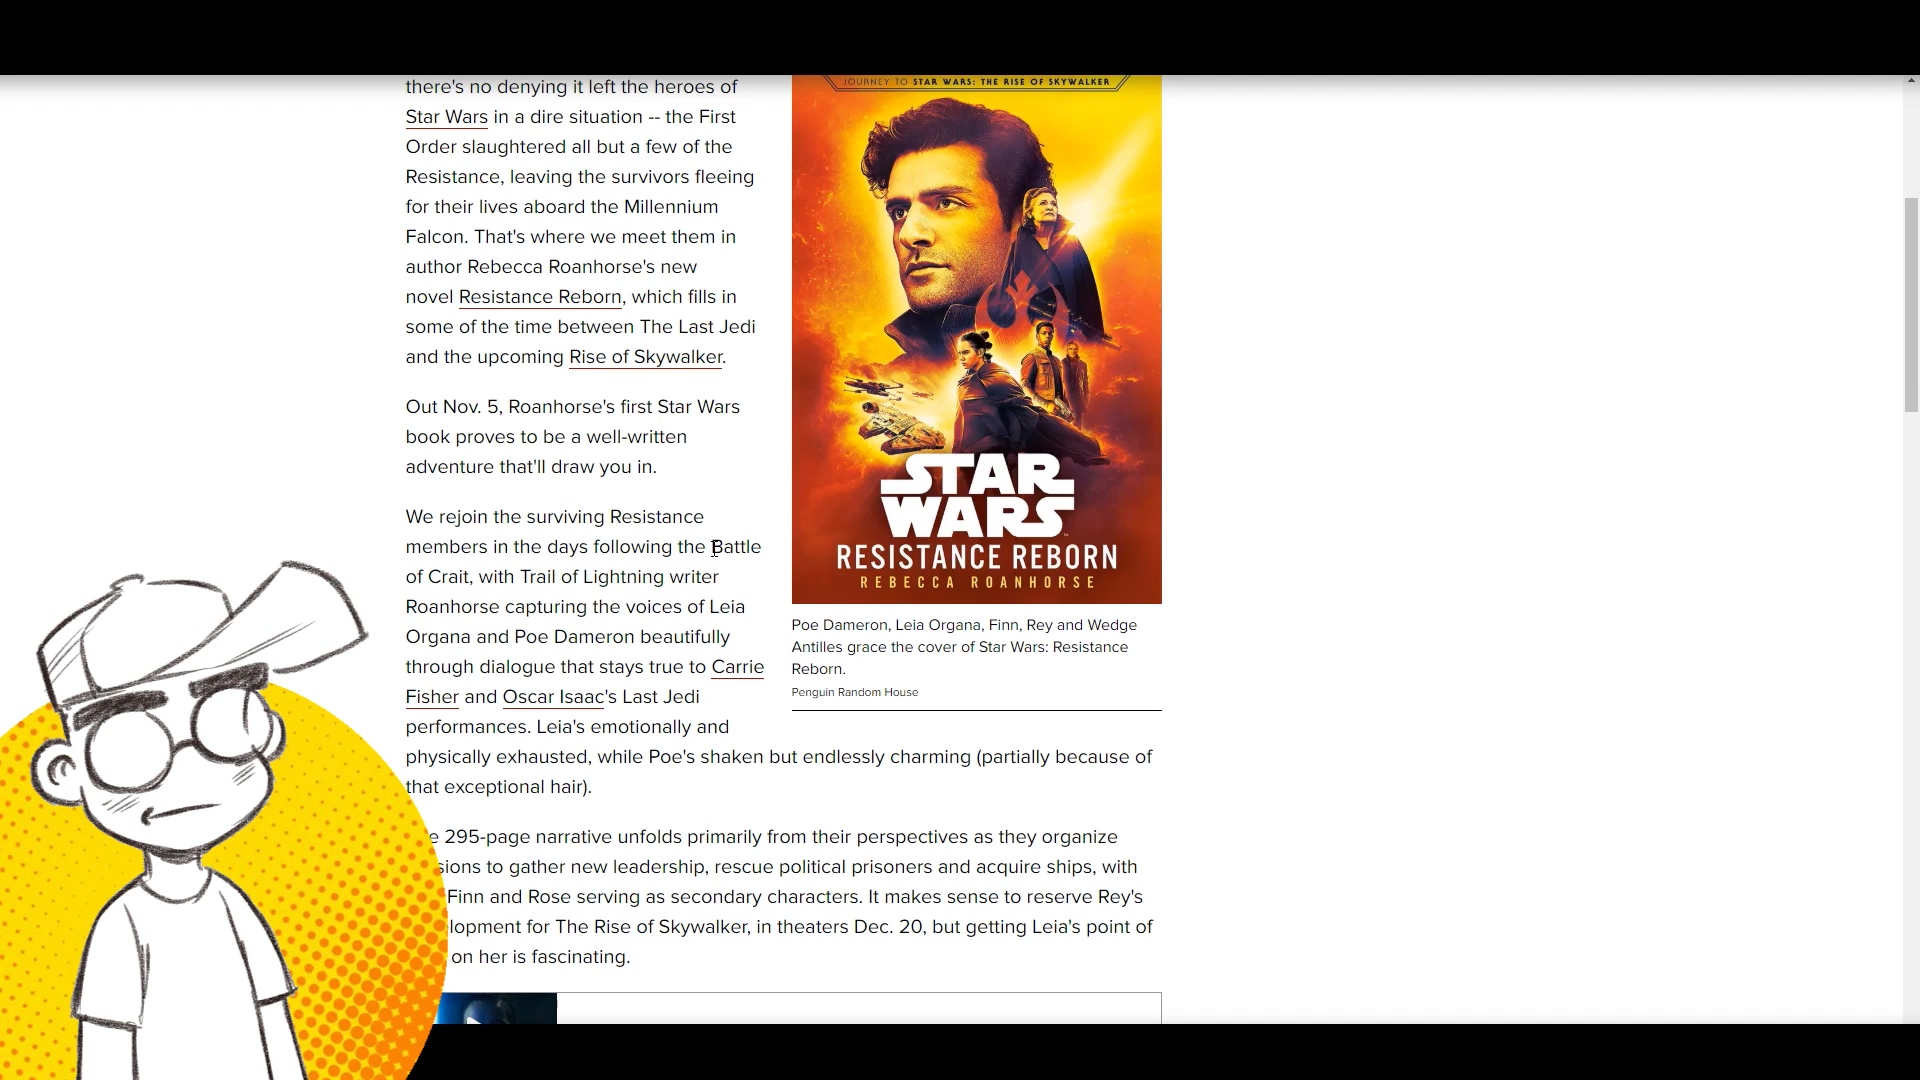 there's no denying it left the heroes of
Star Wars in a dire situation -- the First
Order slaughtered all but a few of the
Resistance, leaving the survivors fleeing
for their lives aboard the Millennium
Falcon. That's where we meet them in
author Rebecca Roanhorse's new
novel Resistance Reborn, which fills in
some of the time between The Last Jedi
and the upcoming Rise of Skywalker.
Out Nov. 5, Roanhorse's first Star Wars
book proves to be a well-written
adventure that'll draw you in.
We rejoin the surviving Resistance
members in the days following the Battle
of Crait, with Trail of Lightning writer
Roanhorse capturing the voices of Leia
Organa and Poe Dameron beautifully
through dialogue that stays true to Carrie
Fisher and Oscar Isaac's Last Jedi
performances. Leia's emotionally and
physically exhausted, while Poe's shaken but endlessly charming (partially because of
that exceptional hair).
295-page narrative unfolds primarily from their perspectives as they organize
to gather new leadership, rescue political prisoners and acquire ships, with
Finn and Rose serving as secondary characters. It makes sense to reserve Rey's
for The Rise of Skywalker, in theaters Dec. 20, but getting Leia's point of
on her is fascinating.
JOURNEY TO STAR WARS: THE RISE OF SKYWALKER
STAR
WARS
RESISTANCE REBORN
REBECCA ROANHORSE
Poe Dameron, Leia Organa, Finn, Rey and Wedge
Antilles grace the cover of Star Wars: Resistance
Reborn.
Penguin Random House